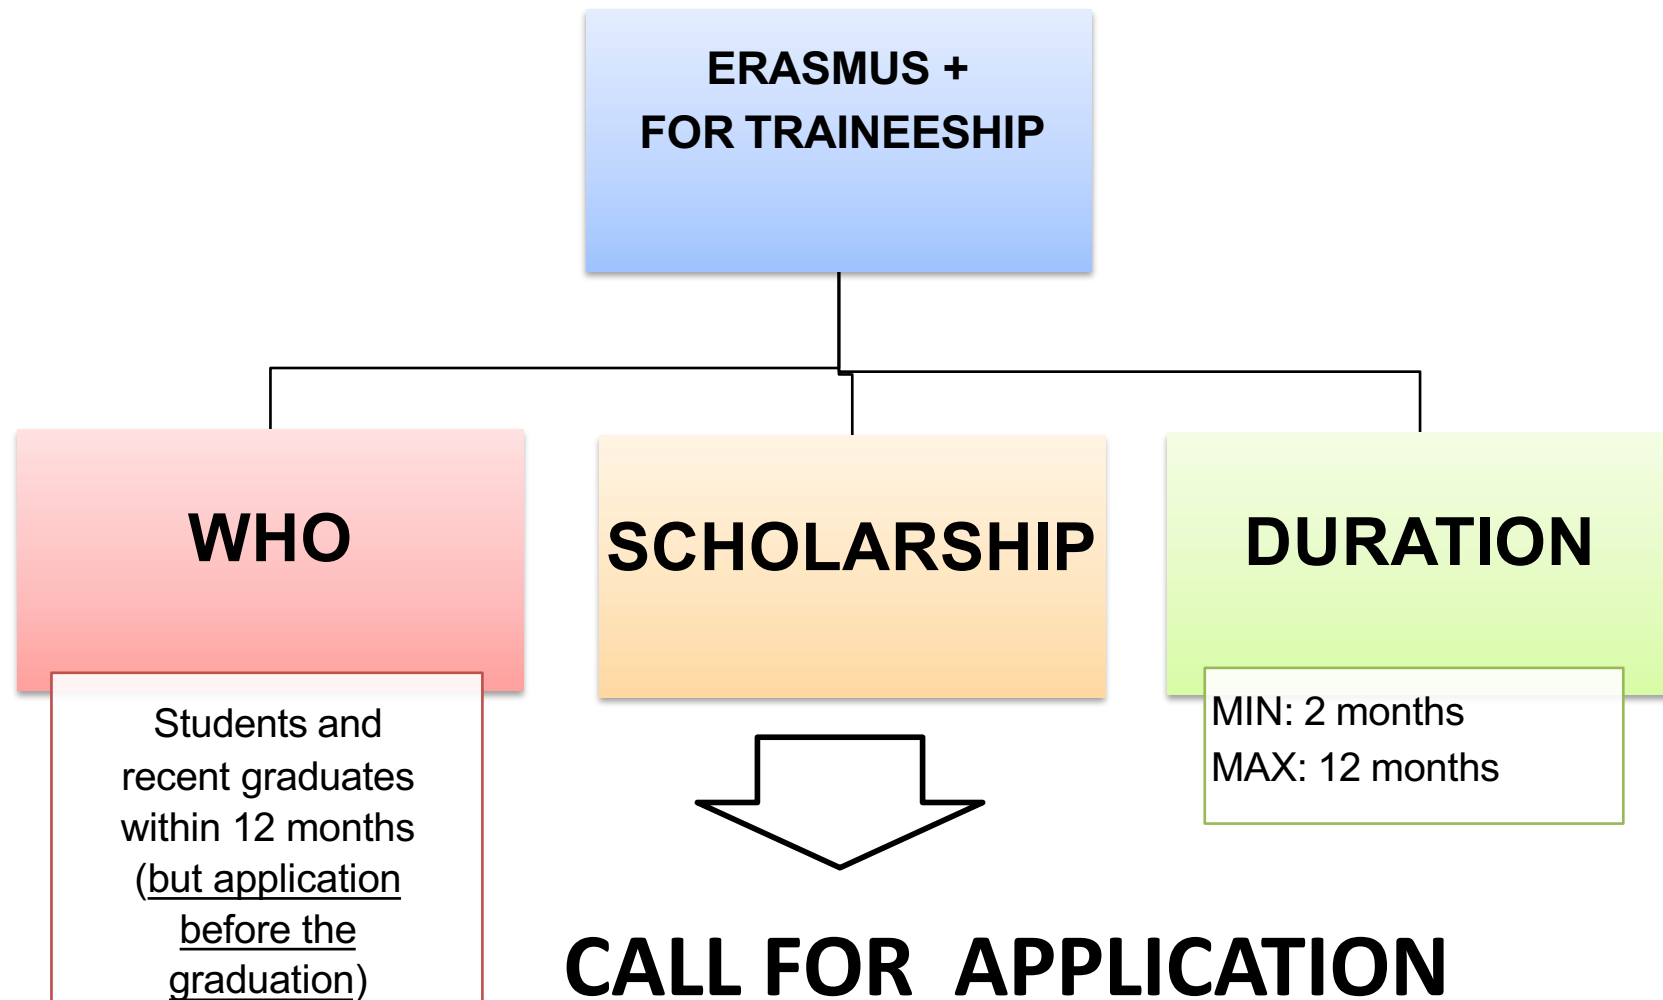 ERASMUS +
FOR TRAINEESHIP
WHO
SCHOLARSHIP
DURATION
Students and
recent graduates
within 12 months
(but application
before the
graduation)
MIN: 2 months
MAX: 12 months
CALL FOR APPLICATION